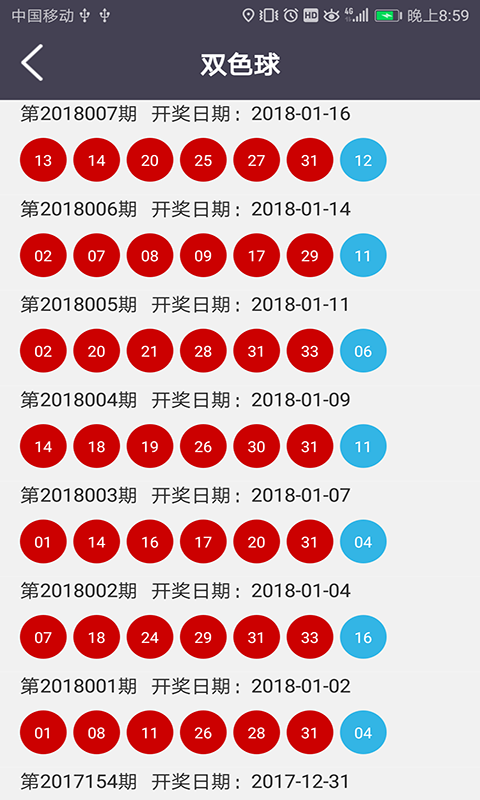 中国移动 HD 4G 晚上8:59
双色球
第2018007期 开奖日期：2018-01-16
13 14 20 25 27 31 12
第2018006期 开奖日期：2018-01-14
02 07 08 09 17 29 11
第2018005期 开奖日期：2018-01-11
02 20 21 28 31 33 06
第2018004期 开奖日期：2018-01-09
14 18 19 26 30 31 11
第2018003期 开奖日期：2018-01-07
01 14 16 17 20 31 04
第2018002期 开奖日期：2018-01-04
07 18 24 29 31 33 16
第2018001期 开奖日期：2018-01-02
01 08 11 26 28 31 04
第2017154期 开奖日期：2017-12-31